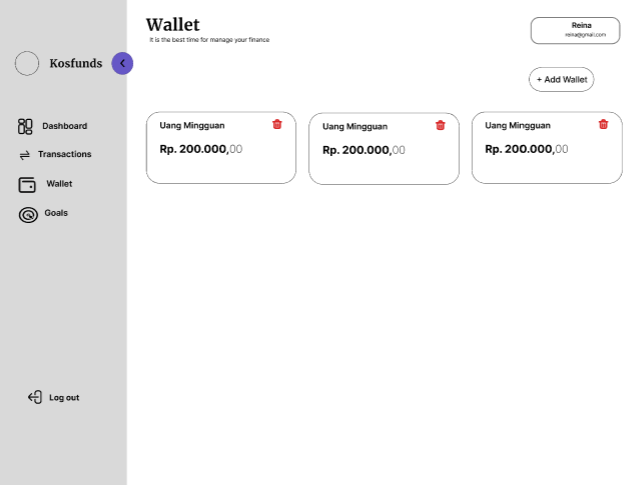 Wallet
It is the best time for manage your finance
Reina
reina@gmail.com
Kosfunds
+ Add Wallet
Dashboard
Transactions
Wallet
Goals
Log out
Uang Mingguan
Rp. 200.000,00
Uang Mingguan
Rp. 200.000,00
Uang Mingguan
Rp. 200.000,00